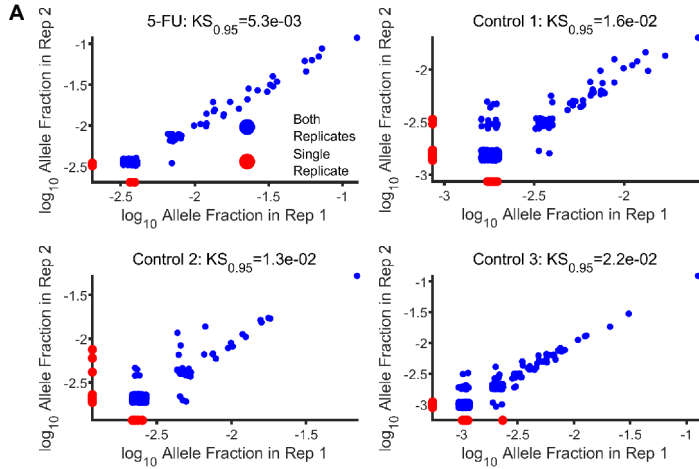 A
5-FU: KS0.95=5.3e-03
log10 Allele Fraction in Rep 2
-1
-1.5
-2
-2.5
Both
Replicates
Single
Replicate
-2.5 -2 -1.5 -1
log10 Allele Fraction in Rep 1
Control 1: KS0.95=1.6e-02
log10 Allele Fraction in Rep 2
-2
-2.5
-3
-3 -2.5 -2
log10 Allele Fraction in Rep 1
Control 2: KS0.95=1.3e-02
log10 Allele Fraction in Rep 2
-1.5
-2
-2.5
-2.5 -2 -1.5
log10 Allele Fraction in Rep 1
Control 3: KS0.95=2.2e-02
log10 Allele Fraction in Rep 2
-1
-1.5
-2
-2.5
-3
-3 -2.5 -2 -1.5 -1
log10 Allele Fraction in Rep 1